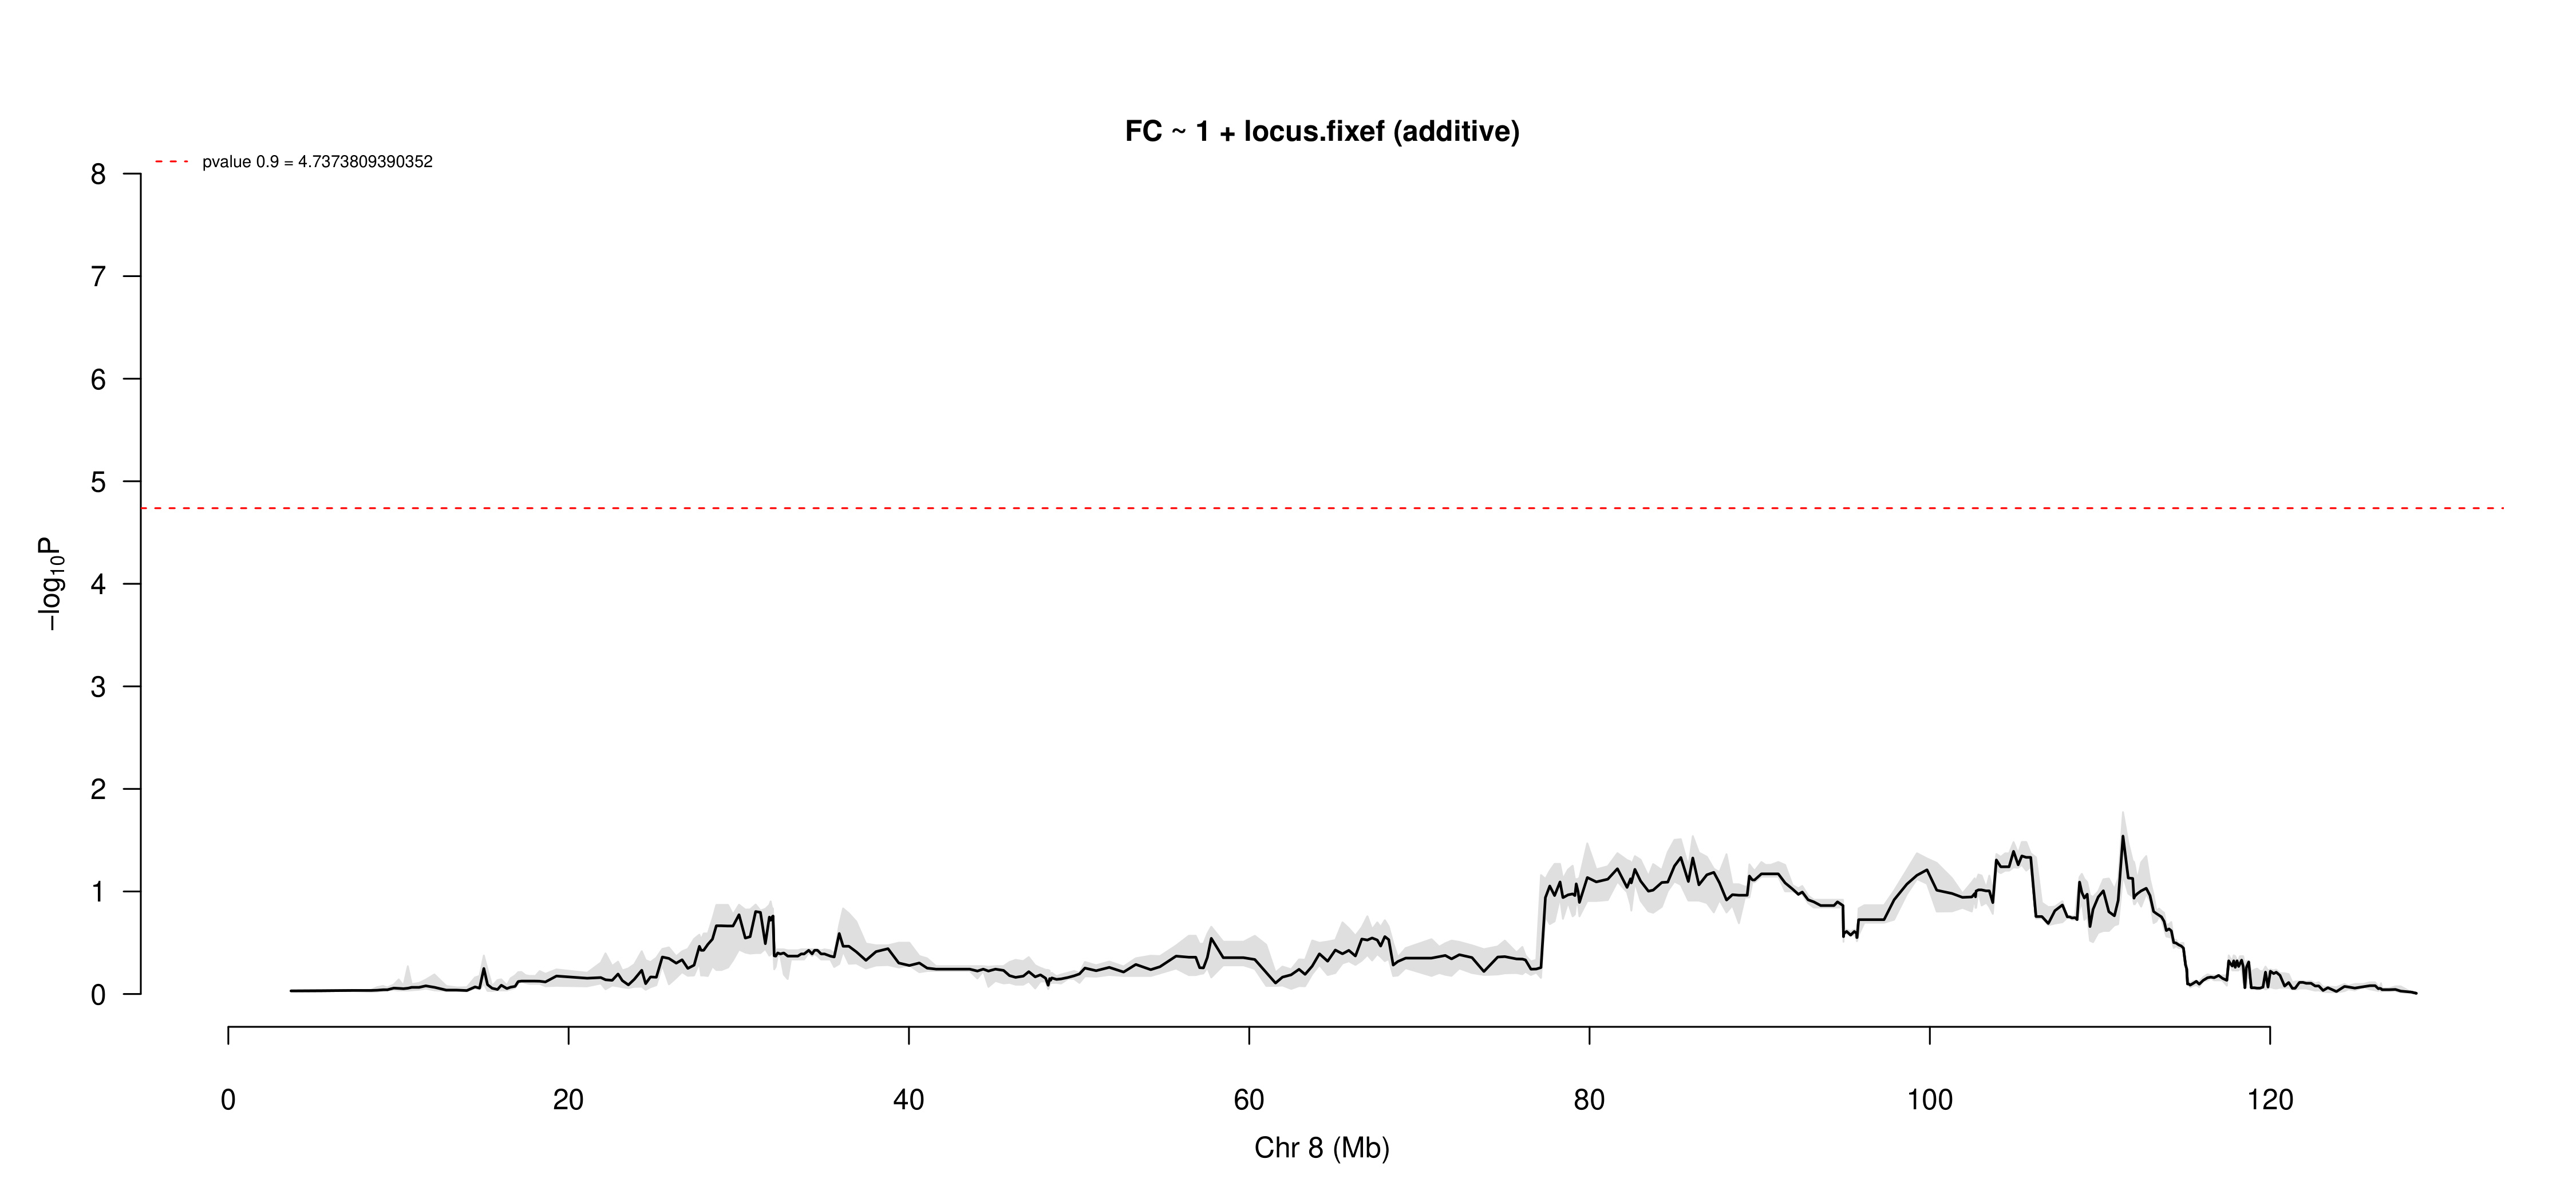 FC ~ 1 + locus.fixef (additive)
pvalue 0.9 = 4.7373809390352
8
7
6
5
4
3
2
1
0
−log10P
0 20 40 60 80 100 120
Chr 8 (Mb)